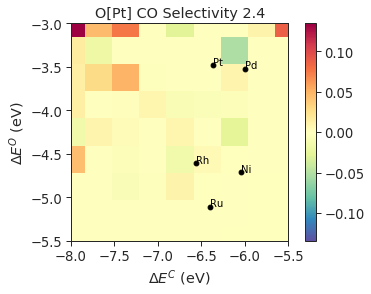 O[Pt] CO Selectivity 2.4
ΔE^O (eV)
−3.0
−3.5
−4.0
−4.5
−5.0
−5.5
Pt
Pd
Rh
Ni
Ru
−8.0 −7.5 −7.0 −6.5 −6.0 −5.5
ΔE^C (eV)
0.10
0.05
0.00
−0.05
−0.10